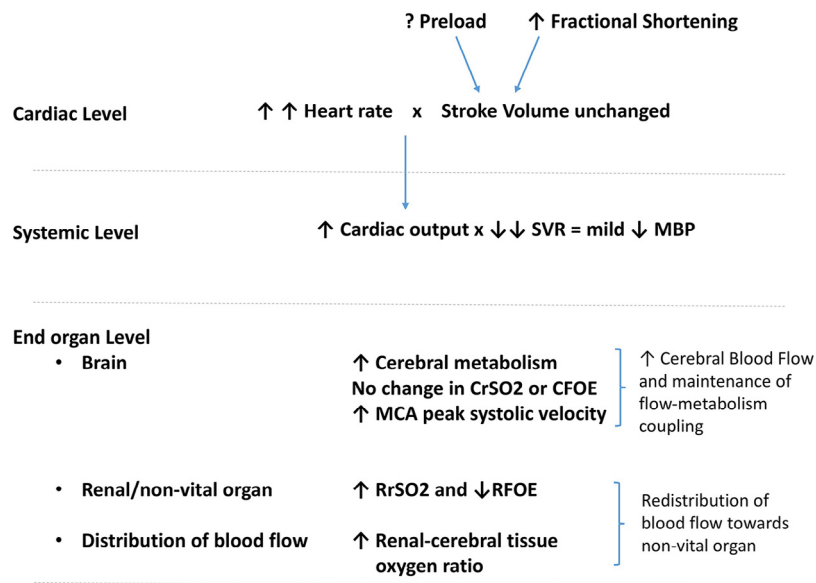 ? Preload ↑ Fractional Shortening
Cardiac Level ↑ ↑ Heart rate x Stroke Volume unchanged
Systemic Level ↑ Cardiac output x ↓↓ SVR = mild ↓ MBP
End organ Level
• Brain ↑ Cerebral metabolism
No change in CrSO2 or CFOE
↑ MCA peak systolic velocity
↑ Cerebral Blood Flow
and maintenance of
flow-metabolism
coupling
• Renal/non-vital organ ↑ RrSO2 and ↓RFOE
• Distribution of blood flow ↑ Renal-cerebral tissue
oxygen ratio
Redistribution of
blood flow towards
non-vital organ